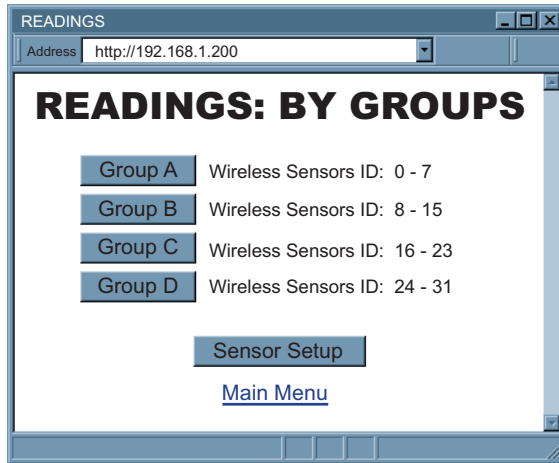 READINGS
Address http://192.168.1.200
READINGS: BY GROUPS
Group A Wireless Sensors ID: 0 - 7
Group B Wireless Sensors ID: 8 - 15
Group C Wireless Sensors ID: 16 - 23
Group D Wireless Sensors ID: 24 - 31
Sensor Setup
Main Menu